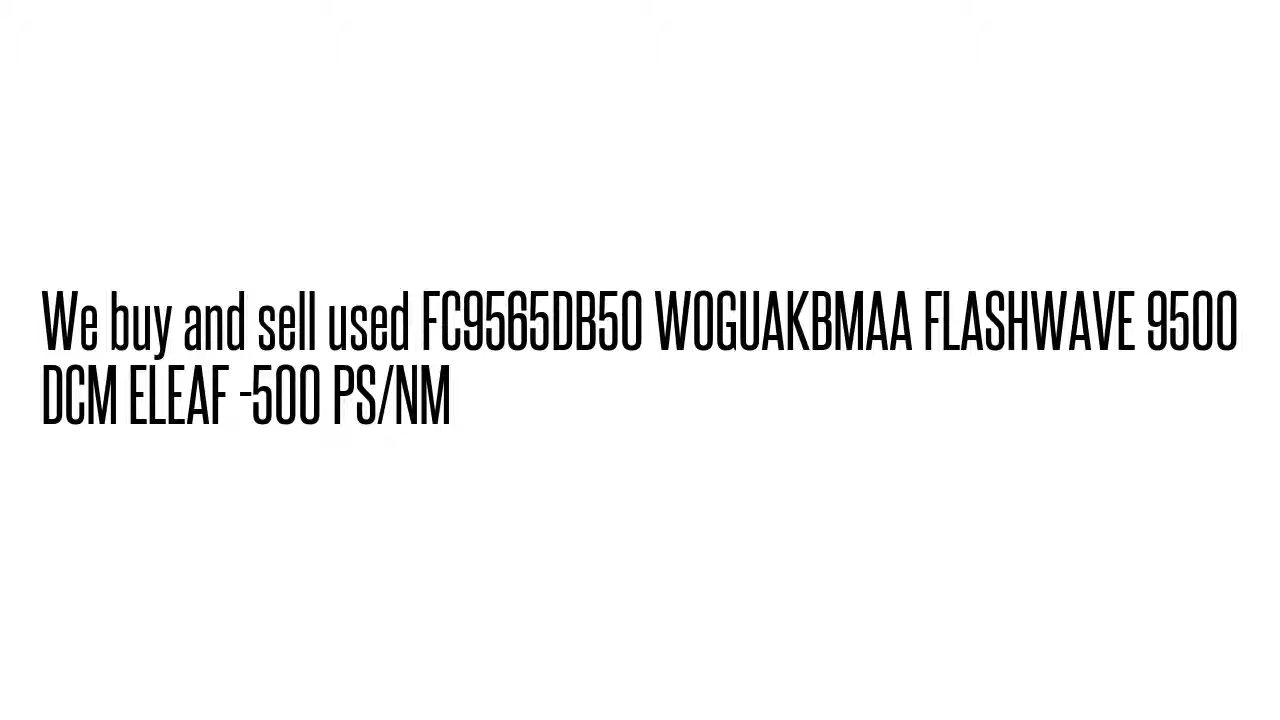 We buy and sell used FC9565DB50 WOGUAKBMAA FLASHWAVE 9500
DCM ELEAF -500 PS/NM